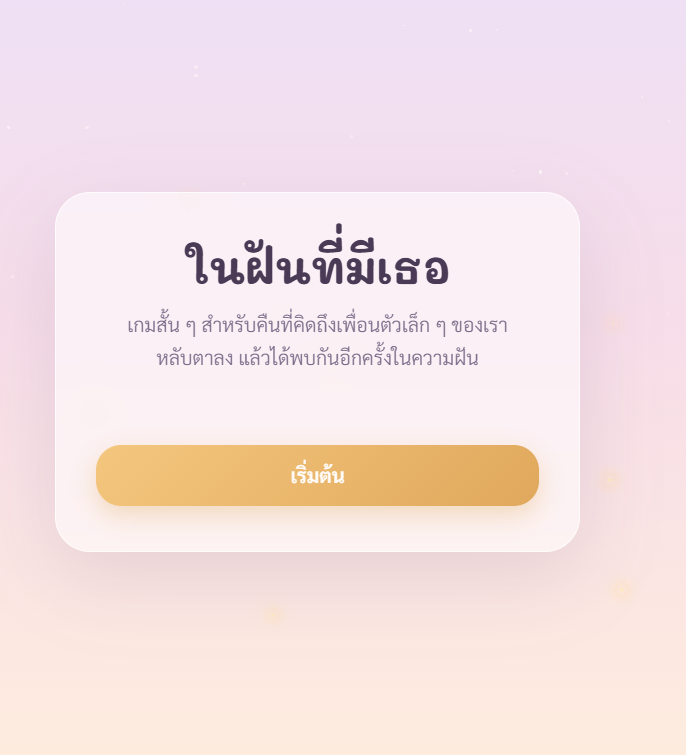 ในฝันที่มีเธอ
เกมสั้น ๆ สำหรับคืนที่คิดถึงเพื่อนตัวเล็ก ๆ ของเรา
หลับตาลง แล้วได้พบกันอีกครั้งในความฝัน
เริ่มต้น